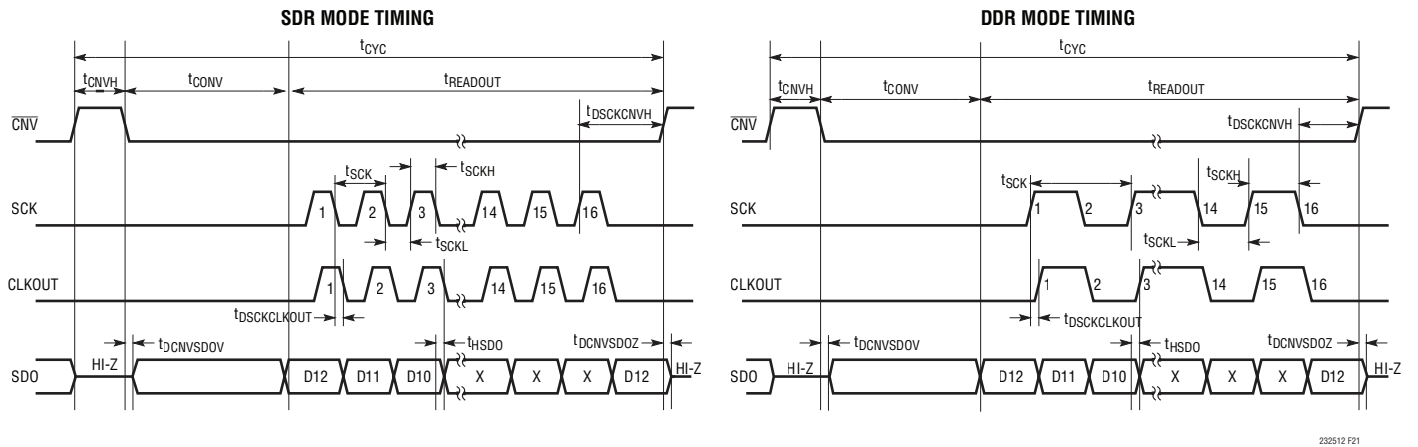 SDR MODE TIMING
tCYC
tCNVH
tCONV
tREADOUT
tDSCKCNVH
CNV
tSCK
tSCKH
SCK
1 2 3 14 15 16
tSCKL
CLKOUT
1 2 3 14 15 16
tDSCKCLKOUT
tDCNVSDOV
tHSDO
tDCNVSDOZ
SDO
HI-Z
D12 D11 D10 X X X D12
HI-Z
DDR MODE TIMING
tCYC
tCNVH
tCONV
tREADOUT
tDSCKCNVH
CNV
tSCK
tSCKH
SCK
1 2 3 14 15 16
tSCKL
CLKOUT
1 2 3 14 15 16
tDSCKCLKOUT
tDCNVSDOV
tHSDO
tDCNVSDOZ
SDO
HI-Z
D12 D11 D10 X X X D12
HI-Z
232512 F21